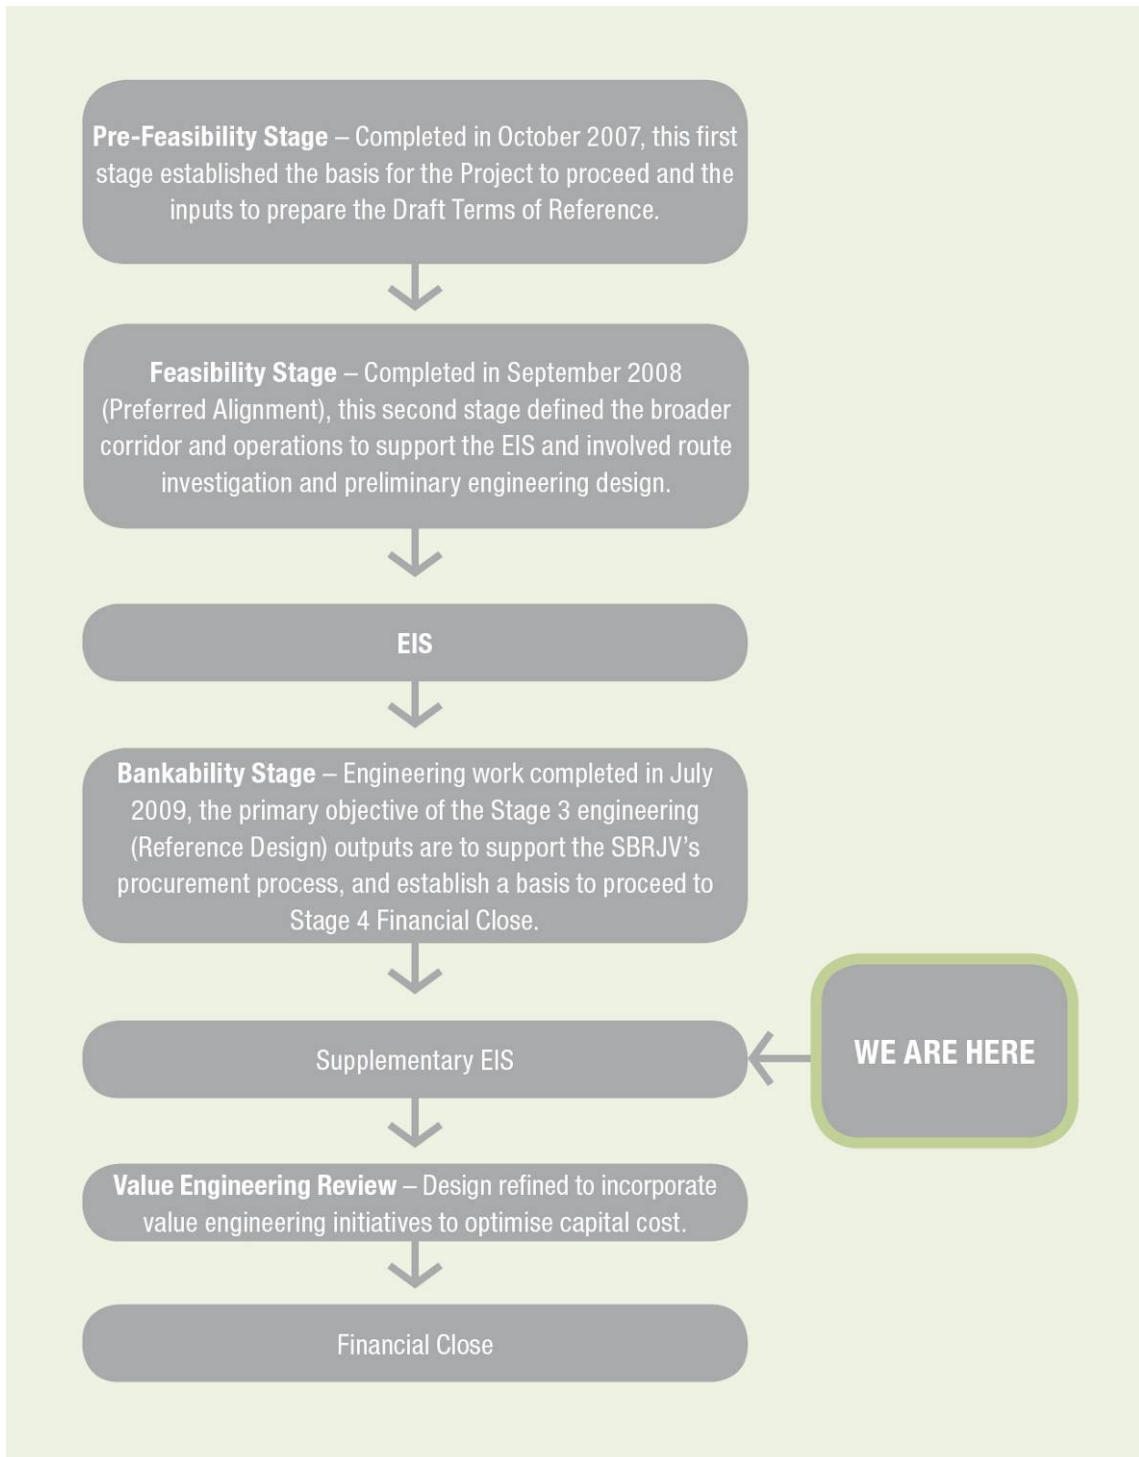 Pre-Feasibility Stage – Completed in October 2007, this first
stage established the basis for the Project to proceed and the
inputs to prepare the Draft Terms of Reference.
Feasibility Stage – Completed in September 2008
(Preferred Alignment), this second stage defined the broader
corridor and operations to support the EIS and involved route
investigation and preliminary engineering design.
EIS
Bankability Stage – Engineering work completed in July
2009, the primary objective of the Stage 3 engineering
(Reference Design) outputs are to support the SBRJV’s
procurement process, and establish a basis to proceed to
Stage 4 Financial Close.
Supplementary EIS
WE ARE HERE
Value Engineering Review – Design refined to incorporate
value engineering initiatives to optimise capital cost.
Financial Close